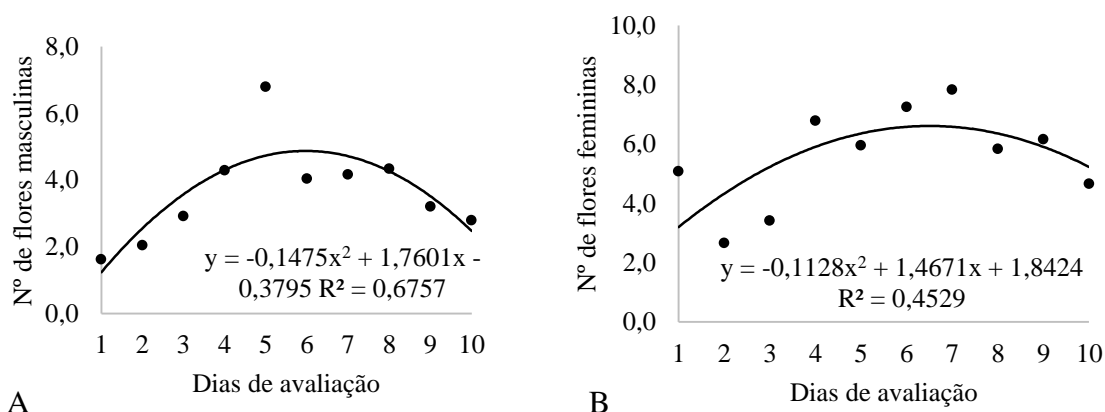 Nº de flores masculinas
8,0
6,0
4,0
2,0
0,0
y = -0,1475x² + 1,7601x -
0,3795 R² = 0,6757
1 2 3 4 5 6 7 8 9 10
Dias de avaliação
A
Nº de flores femininas
10,0
8,0
6,0
4,0
2,0
0,0
y = -0,1128x² + 1,4671x + 1,8424
R² = 0,4529
1 2 3 4 5 6 7 8 9 10
Dias de avaliação
B